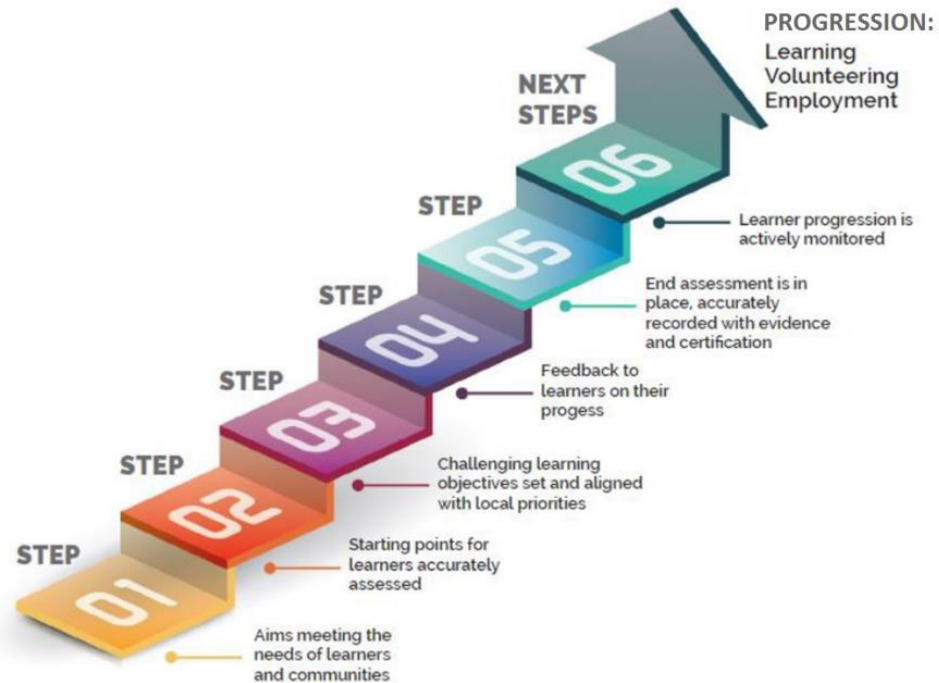 PROGRESSION:
Learning
Volunteering
Employment
NEXT
STEPS
06
Learner progression is
actively monitored
STEP
05
End assessment is in
place, accurately
recorded with evidence
and certification
STEP
04
Feedback to
learners on their
progess
STEP
03
Challenging learning
objectives set and aligned
with local priorities
STEP
02
Starting points for
learners accurately
assessed
STEP
01
Aims meeting the
needs of learners
and communities